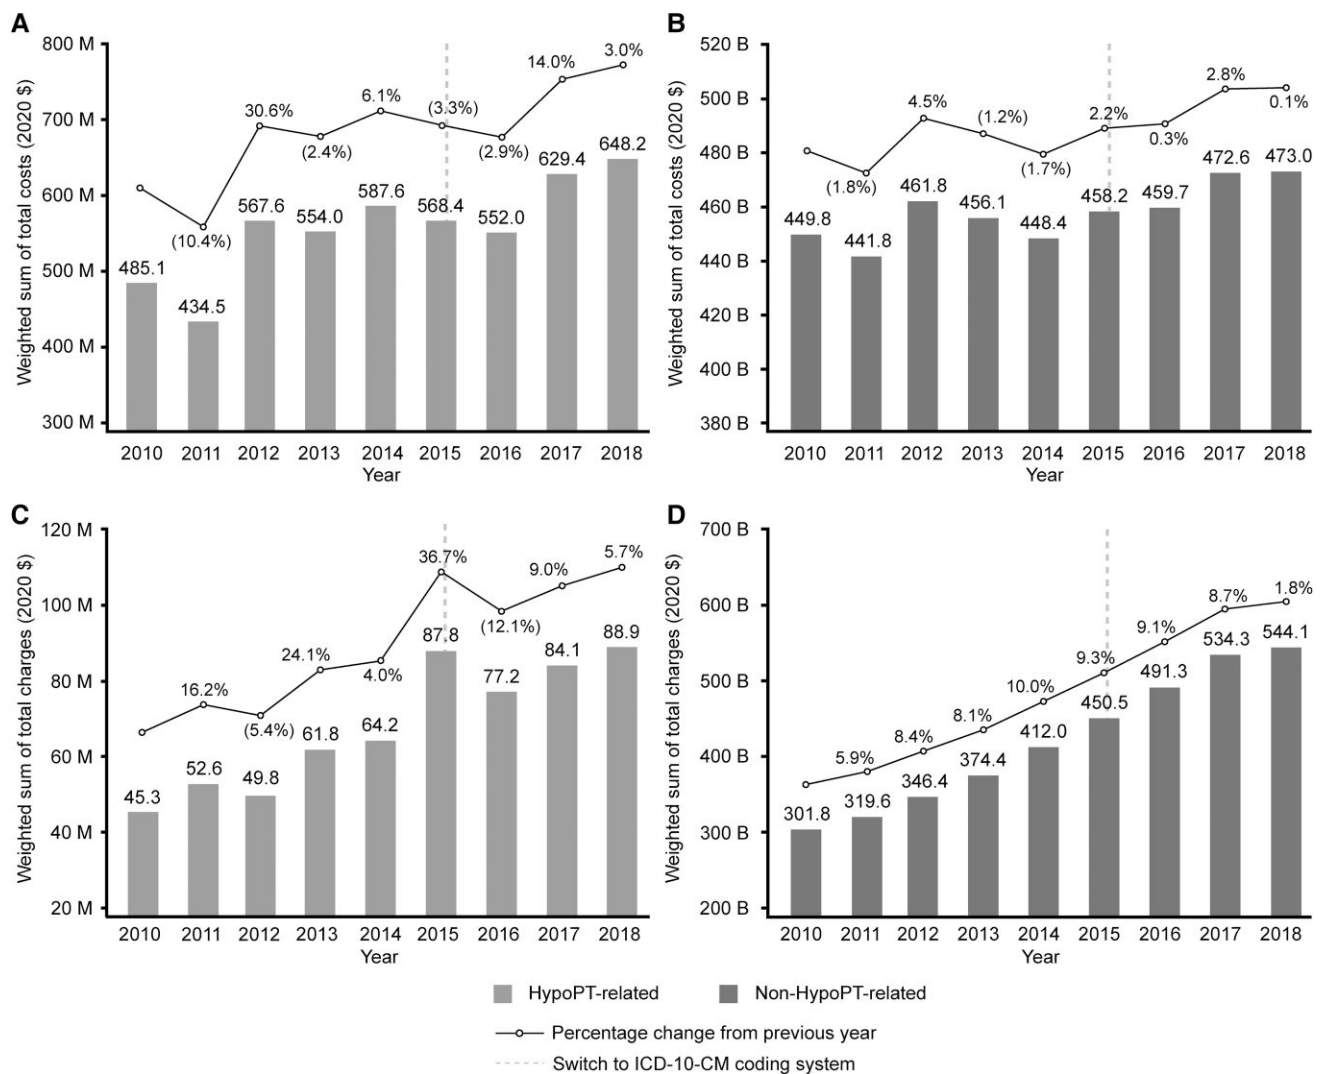 A
Weighted sum of total costs (2020 $)
800 M
700 M
600 M
500 M
400 M
300 M
30.6%
6.1%
(3.3%)
14.0%
3.0%
(10.4%)
(2.4%)
(2.9%)
485.1
434.5
567.6
554.0
587.6
568.4
552.0
629.4
648.2
2010 2011 2012 2013 2014 2015 2016 2017 2018
Year
B
Weighted sum of total costs (2020 $)
520 B
500 B
480 B
460 B
440 B
420 B
400 B
380 B
(1.8%)
4.5%
(1.2%)
(1.7%)
2.2%
0.3%
2.8%
0.1%
449.8
441.8
461.8
456.1
448.4
458.2
459.7
472.6
473.0
2010 2011 2012 2013 2014 2015 2016 2017 2018
Year
C
Weighted sum of total charges (2020 $)
120 M
100 M
80 M
60 M
40 M
20 M
16.2%
(5.4%)
24.1%
4.0%
36.7%
(12.1%)
9.0%
5.7%
45.3
52.6
49.8
61.8
64.2
87.8
77.2
84.1
88.9
2010 2011 2012 2013 2014 2015 2016 2017 2018
Year
D
Weighted sum of total charges (2020 $)
700 B
600 B
500 B
400 B
300 B
200 B
5.9%
8.4%
8.1%
10.0%
9.3%
9.1%
8.7%
1.8%
301.8
319.6
346.4
374.4
412.0
450.5
491.3
534.3
544.1
2010 2011 2012 2013 2014 2015 2016 2017 2018
Year
HypoPT-related
Non-HypoPT-related
Percentage change from previous year
Switch to ICD-10-CM coding system